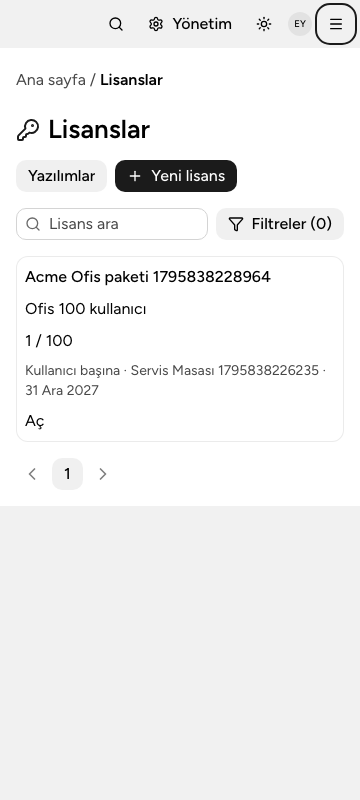 Yönetim
EY
Ana sayfa / Lisanslar
Lisanslar
Yazılımlar
Yeni lisans
Lisans ara
Filtreler (0)
Acme Ofis paketi 1795838228964
Ofis 100 kullanıcı
1 / 100
Kullanıcı başına · Servis Masası 1795838226235 ·
31 Ara 2027
Aç
1